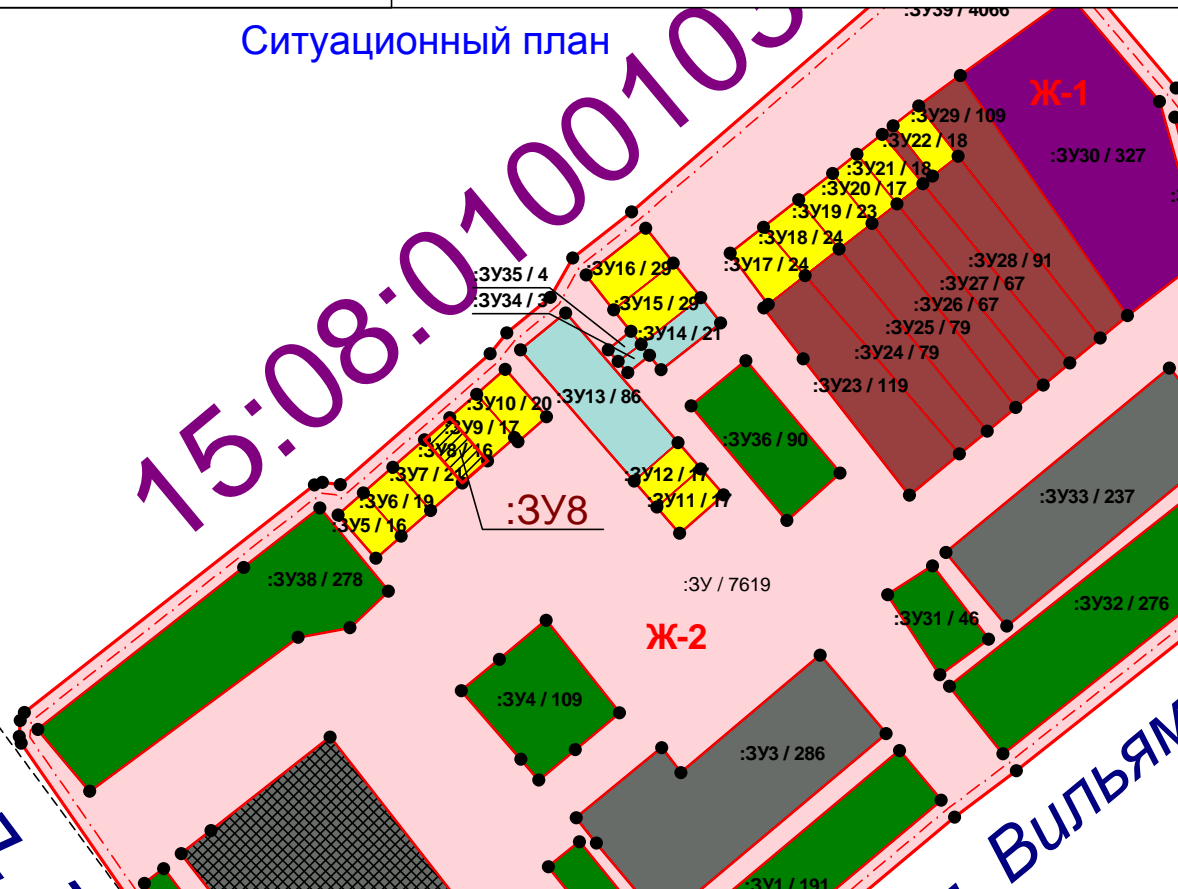 :ЗУ39 / 4066
Ситуационный план
Ж-1
:ЗУ29 / 109
:ЗУ22 / 18
:ЗУ30 / 327
:ЗУ21 / 18
:ЗУ20 / 17
:ЗУ19 / 23
:ЗУ18 / 24
:ЗУ17 / 24
:ЗУ28 / 91
:ЗУ27 / 67
:ЗУ26 / 67
:ЗУ25 / 79
:ЗУ24 / 79
:ЗУ23 / 119
:ЗУ16 / 29
:ЗУ35 / 4
:ЗУ34 / 3
:ЗУ15 / 29
:ЗУ14 / 21
15:08:0100103
:ЗУ13 / 86
:ЗУ10 / 20
:ЗУ9 / 17
:ЗУ8 / 16
:ЗУ7 / 21
:ЗУ6 / 19
:ЗУ5 / 16
:ЗУ36 / 90
:ЗУ12 / 17
:ЗУ11 / 17
:ЗУ8
:ЗУ33 / 237
:ЗУ38 / 278
:ЗУ / 7619
:ЗУ32 / 276
:ЗУ31 / 46
Ж-2
:ЗУ4 / 109
:ЗУ3 / 286
:ЗУ1 / 191